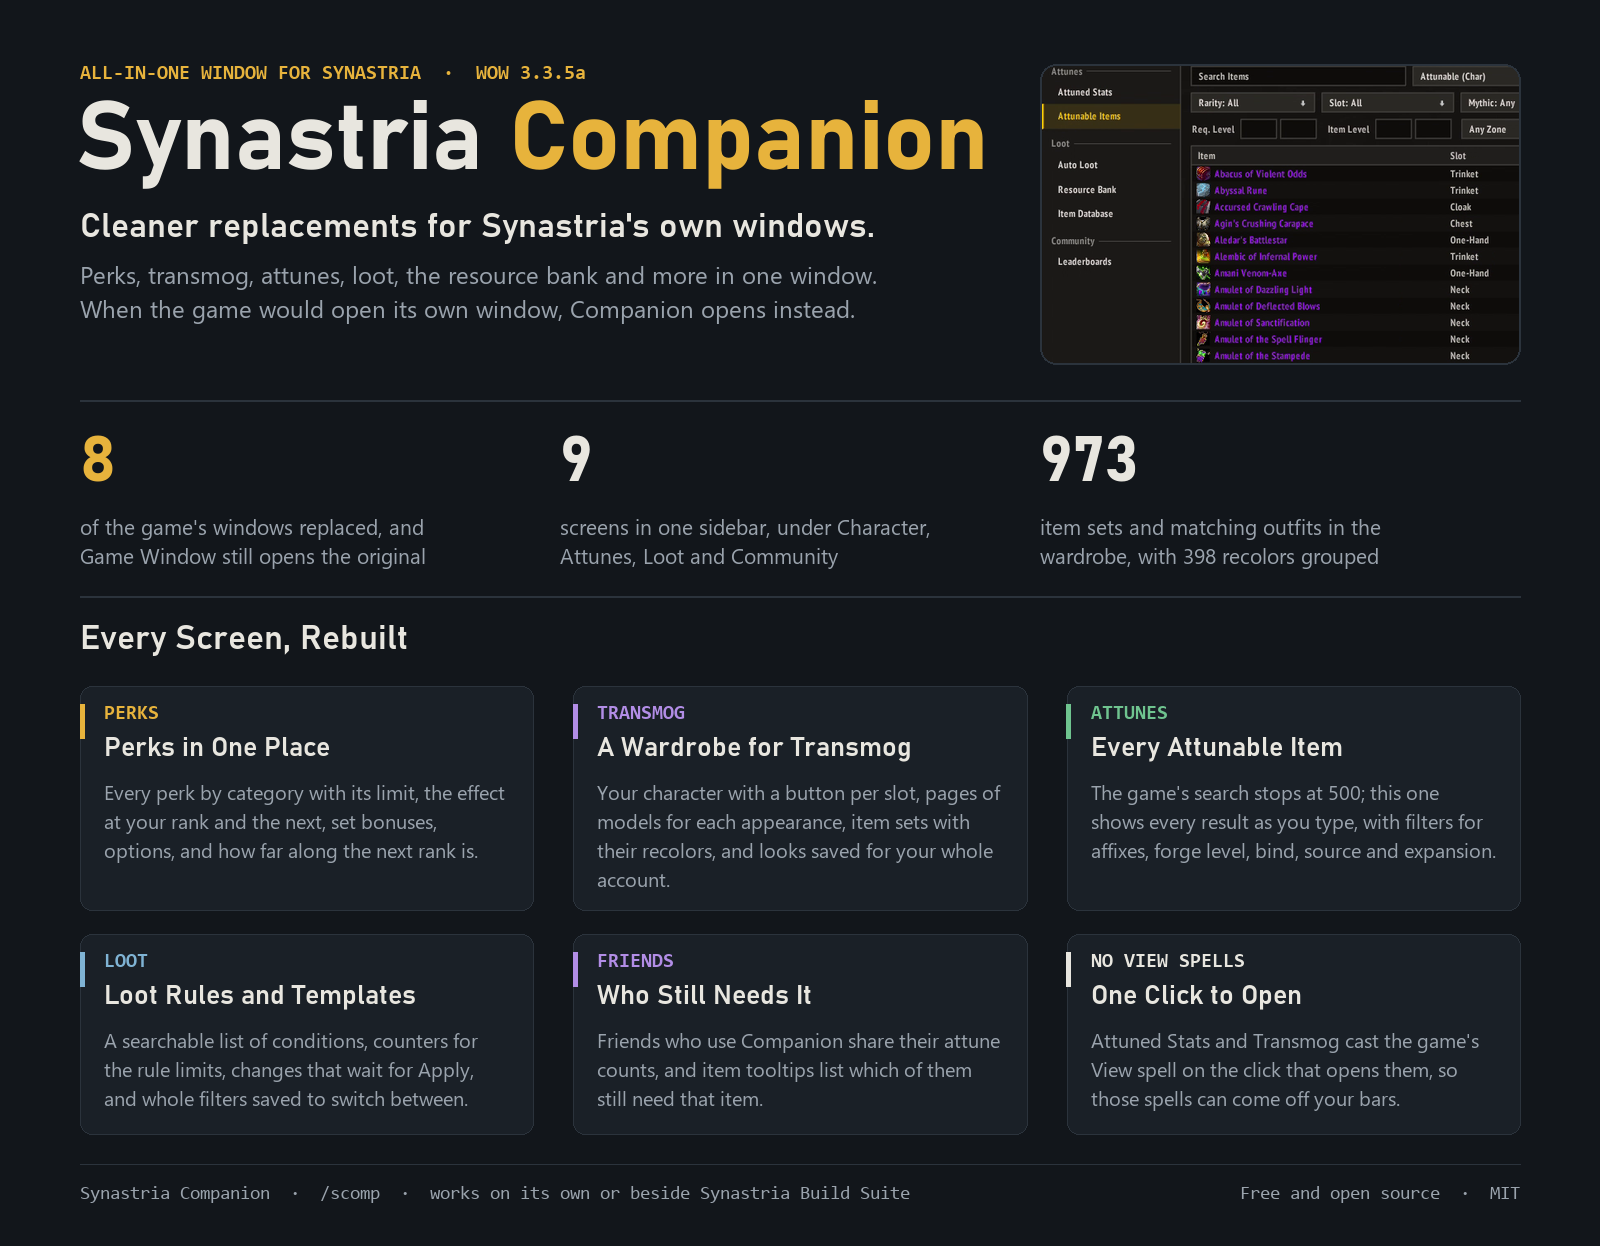 ALL-IN-ONE WINDOW FOR SYNASTRIA · WOW 3.3.5a
Synastria Companion
Cleaner replacements for Synastria's own windows.
Perks, transmog, attunes, loot, the resource bank and more in one window.
When the game would open its own window, Companion opens instead.
Attunes
Attuned Stats
Attunable Items
Loot
Auto Loot
Resource Bank
Item Database
Community
Leaderboards
Search Items
Attunable (Char)
Rarity: All
Slot: All
Mythic: Any
Req. Level
Item Level
Any Zone
Item Slot
Abacus of Violent Odds Trinket
Abyssal Rune Trinket
Accursed Crawling Cape Cloak
Agin's Crushing Carapace Chest
Aledar's Battlestar One-Hand
Alembic of Infernal Power Trinket
Amani Venom-Axe One-Hand
Amulet of Dazzling Light Neck
Amulet of Deflected Blows Neck
Amulet of Sanctification Neck
Amulet of the Spell Flinger Neck
Amulet of the Stampede Neck
8
of the game's windows replaced, and
Game Window still opens the original
9
screens in one sidebar, under Character,
Attunes, Loot and Community
973
item sets and matching outfits in the
wardrobe, with 398 recolors grouped
Every Screen, Rebuilt
PERKS
Perks in One Place
Every perk by category with its limit, the effect
at your rank and the next, set bonuses,
options, and how far along the next rank is.
TRANSMOG
A Wardrobe for Transmog
Your character with a button per slot, pages of
models for each appearance, item sets with
their recolors, and looks saved for your whole
account.
ATTUNES
Every Attunable Item
The game's search stops at 500; this one
shows every result as you type, with filters for
affixes, forge level, bind, source and expansion.
LOOT
Loot Rules and Templates
A searchable list of conditions, counters for
the rule limits, changes that wait for Apply,
and whole filters saved to switch between.
FRIENDS
Who Still Needs It
Friends who use Companion share their attune
counts, and item tooltips list which of them
still need that item.
NO VIEW SPELLS
One Click to Open
Attuned Stats and Transmog cast the game's
View spell on the click that opens them, so
those spells can come off your bars.
Synastria Companion · /scomp · works on its own or beside Synastria Build Suite
Free and open source · MIT